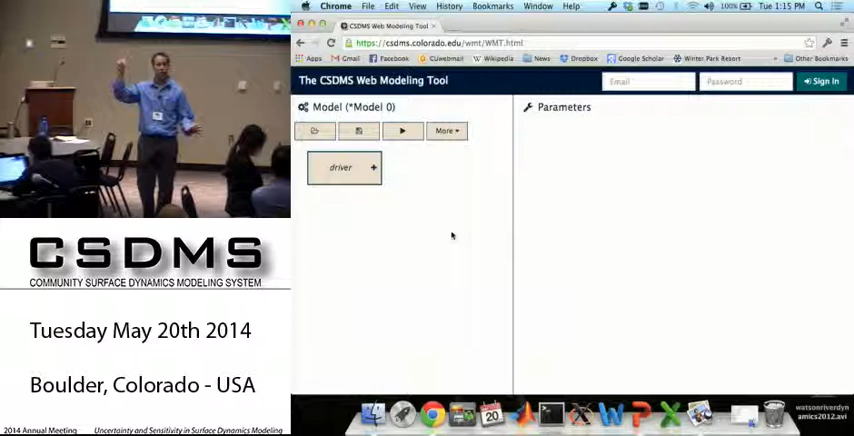 CSDMS
COMMUNITY SURFACE DYNAMICS MODELING SYSTEM
Tuesday May 20th 2014
Boulder, Colorado - USA
2014 Annual Meeting Uncertainty and Sensitivity in Surface Dynamics Modeling
Chrome File Edit View History Bookmarks Window Help 100% Tue 1:15 PM
CSDMS Web Modeling Tool
https://csdms.colorado.edu/wmt/WMT.html
Apps Gmail Facebook CUwebmail Wikipedia News Dropbox Google Scholar Winter Park Resort Other Bookmarks
The CSDMS Web Modeling Tool Email Password Sign In
Model (*Model 0) Parameters
More
driver +
20
watsonriverdyn
amics2012.avi